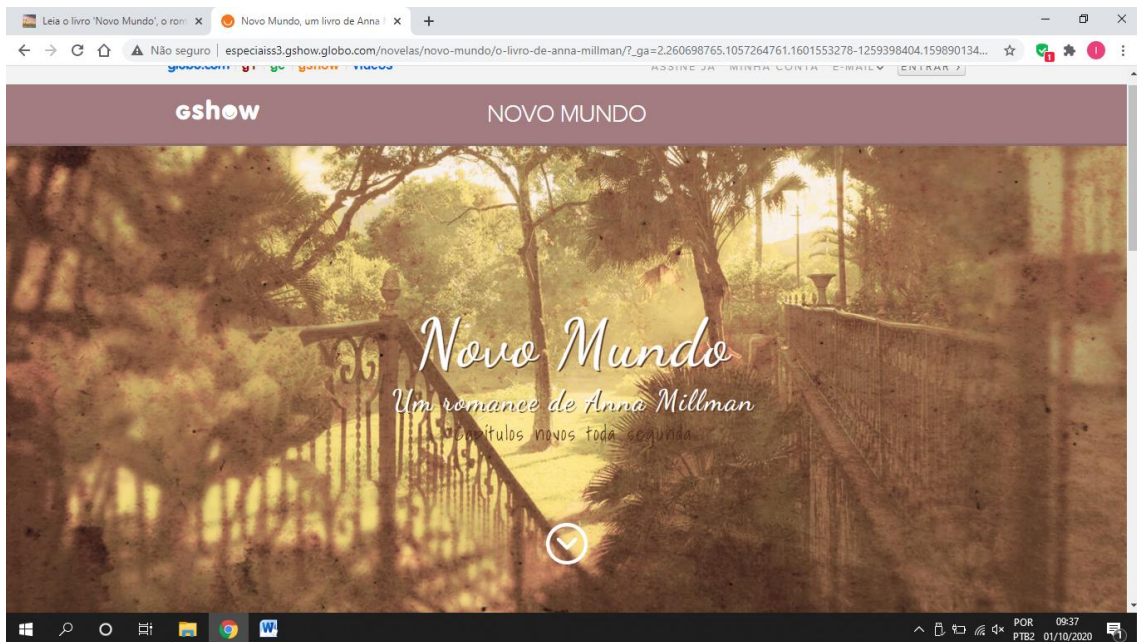 Leia o livro 'Novo Mundo', o rom
Novo Mundo, um livro de Anna
Não seguro | especiaiss3.gshow.globo.com/novelas/novo-mundo/o-livro-de-anna-millman/?_ga=2.260698765.1057264761.1601553278-1259398404.159890134...
globo.com g1 ge gshow vídeos ASSINE JÁ MINHA CONTA E-MAIL ENTRAR >
gshow NOVO MUNDO
Novo Mundo
Um romance de Anna Millman
Capítulos novos toda segunda
POR 09:37
PTB2 01/10/2020